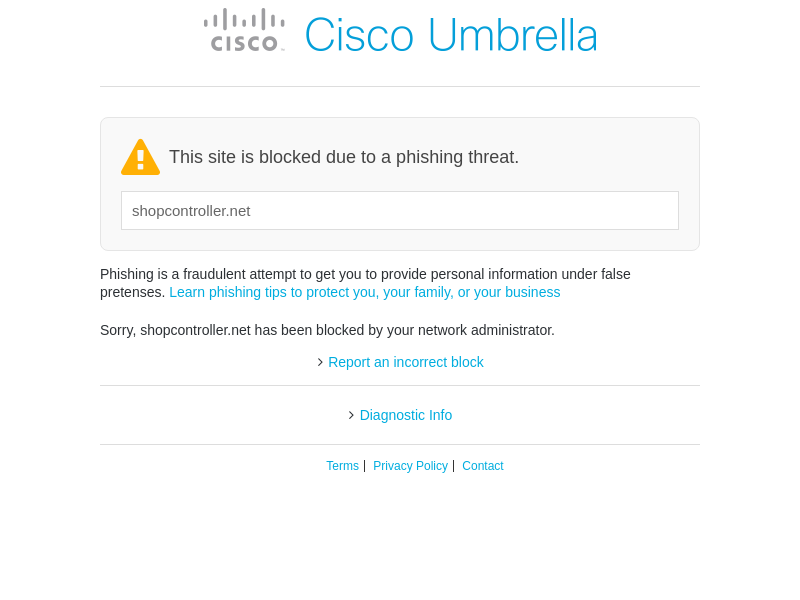 CISCO
Cisco Umbrella
This site is blocked due to a phishing threat.
shopcontroller.net
Phishing is a fraudulent attempt to get you to provide personal information under false
pretenses. Learn phishing tips to protect you, your family, or your business
Sorry, shopcontroller.net has been blocked by your network administrator.
> Report an incorrect block
> Diagnostic Info
Terms | Privacy Policy | Contact